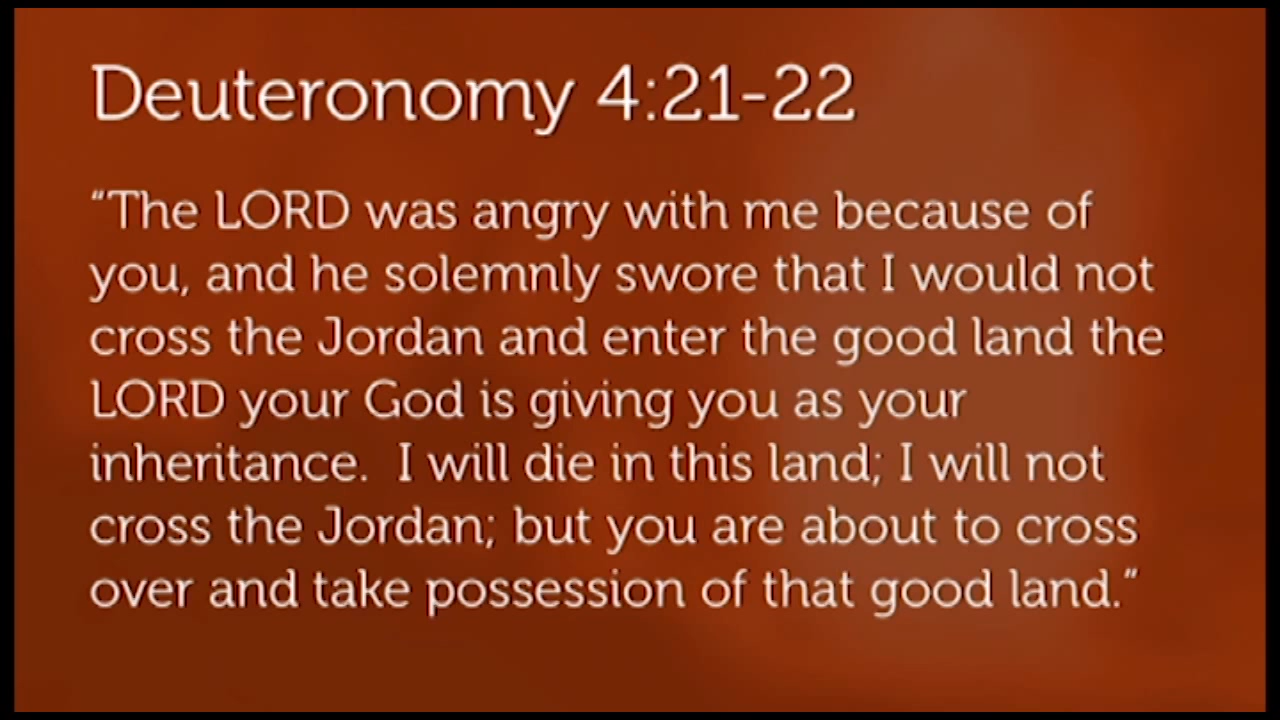 Deuteronomy 4:21-22
“The LORD was angry with me because of
you, and he solemnly swore that I would not
cross the Jordan and enter the good land the
LORD your God is giving you as your
inheritance.  I will die in this land; I will not
cross the Jordan; but you are about to cross
over and take possession of that good land.”